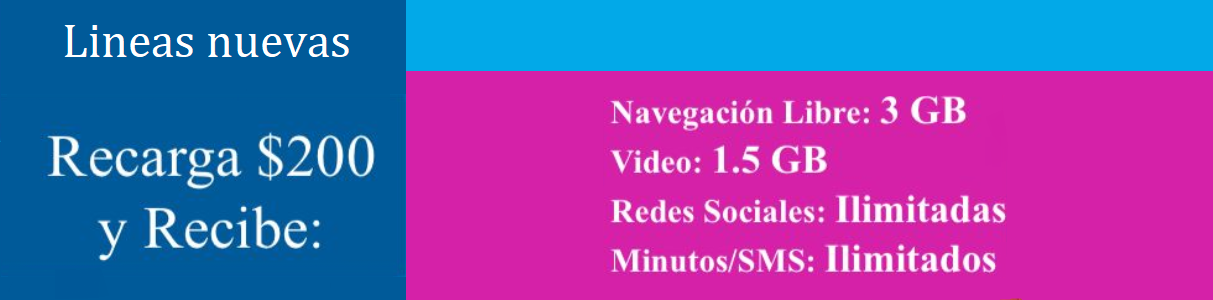 Lineas nuevas
Recarga $200
y Recibe:
Navegación Libre: 3 GB
Video: 1.5 GB
Redes Sociales: Ilimitadas
Minutos/SMS: Ilimitados